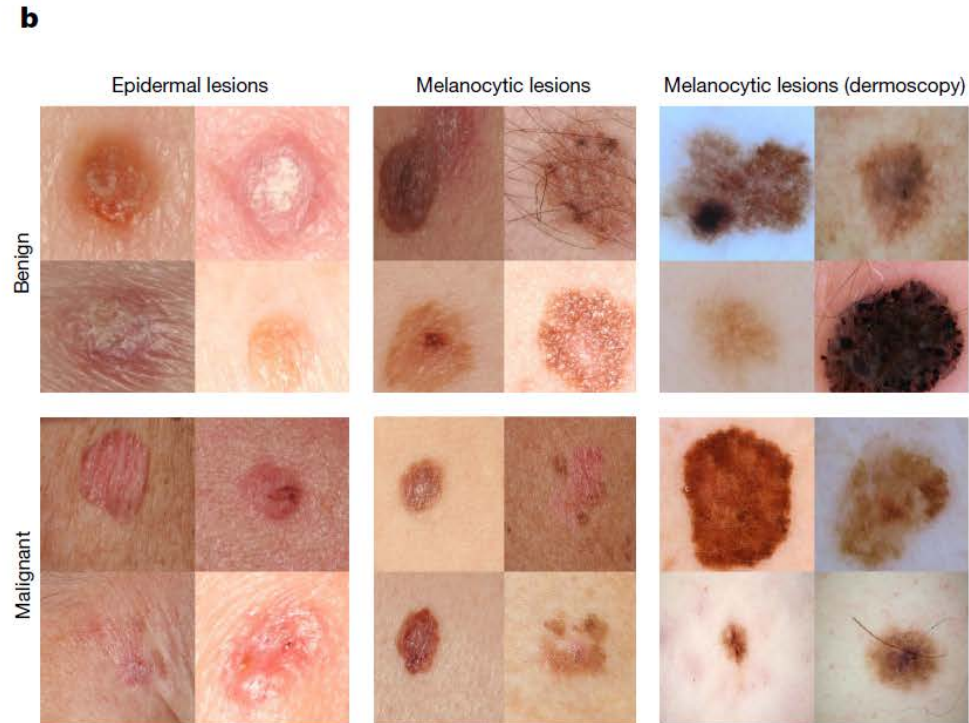 b
Epidermal lesions
Melanocytic lesions
Melanocytic lesions (dermoscopy)
Benign
Malignant